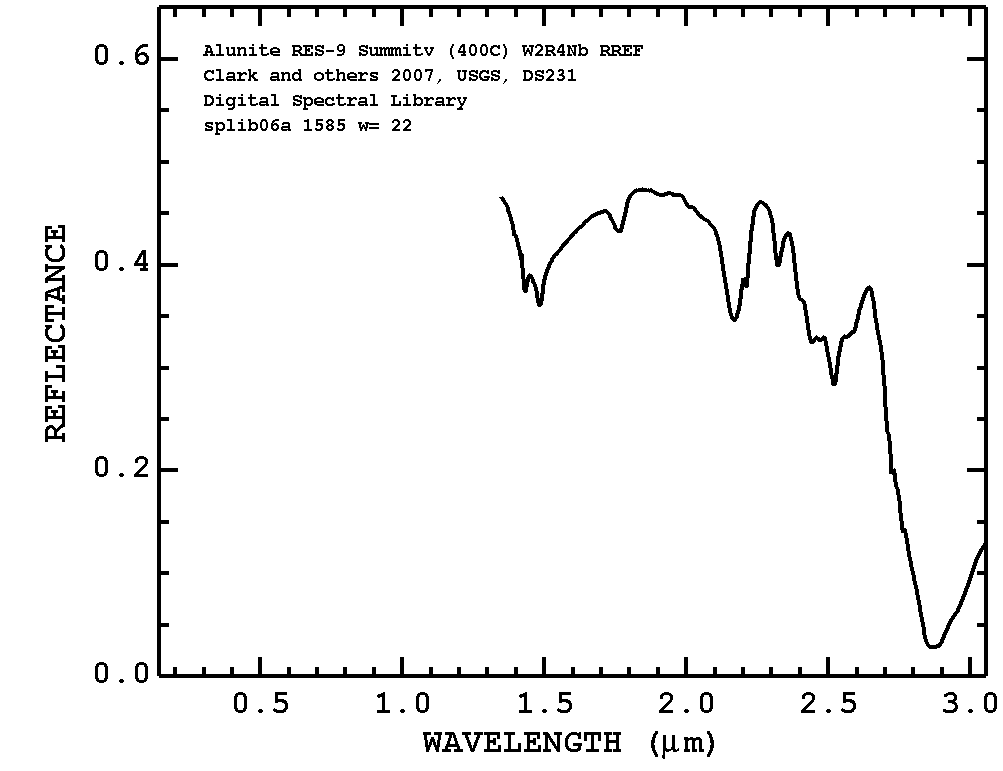 Alunite RES-9 Summitv (400C) W2R4Nb RREF
Clark and others 2007, USGS, DS231
Digital Spectral Library
splib06a 1585 w= 22
0.6
0.4
0.2
0.0
REFLECTANCE
0.5 1.0 1.5 2.0 2.5 3.0
WAVELENGTH (μm)